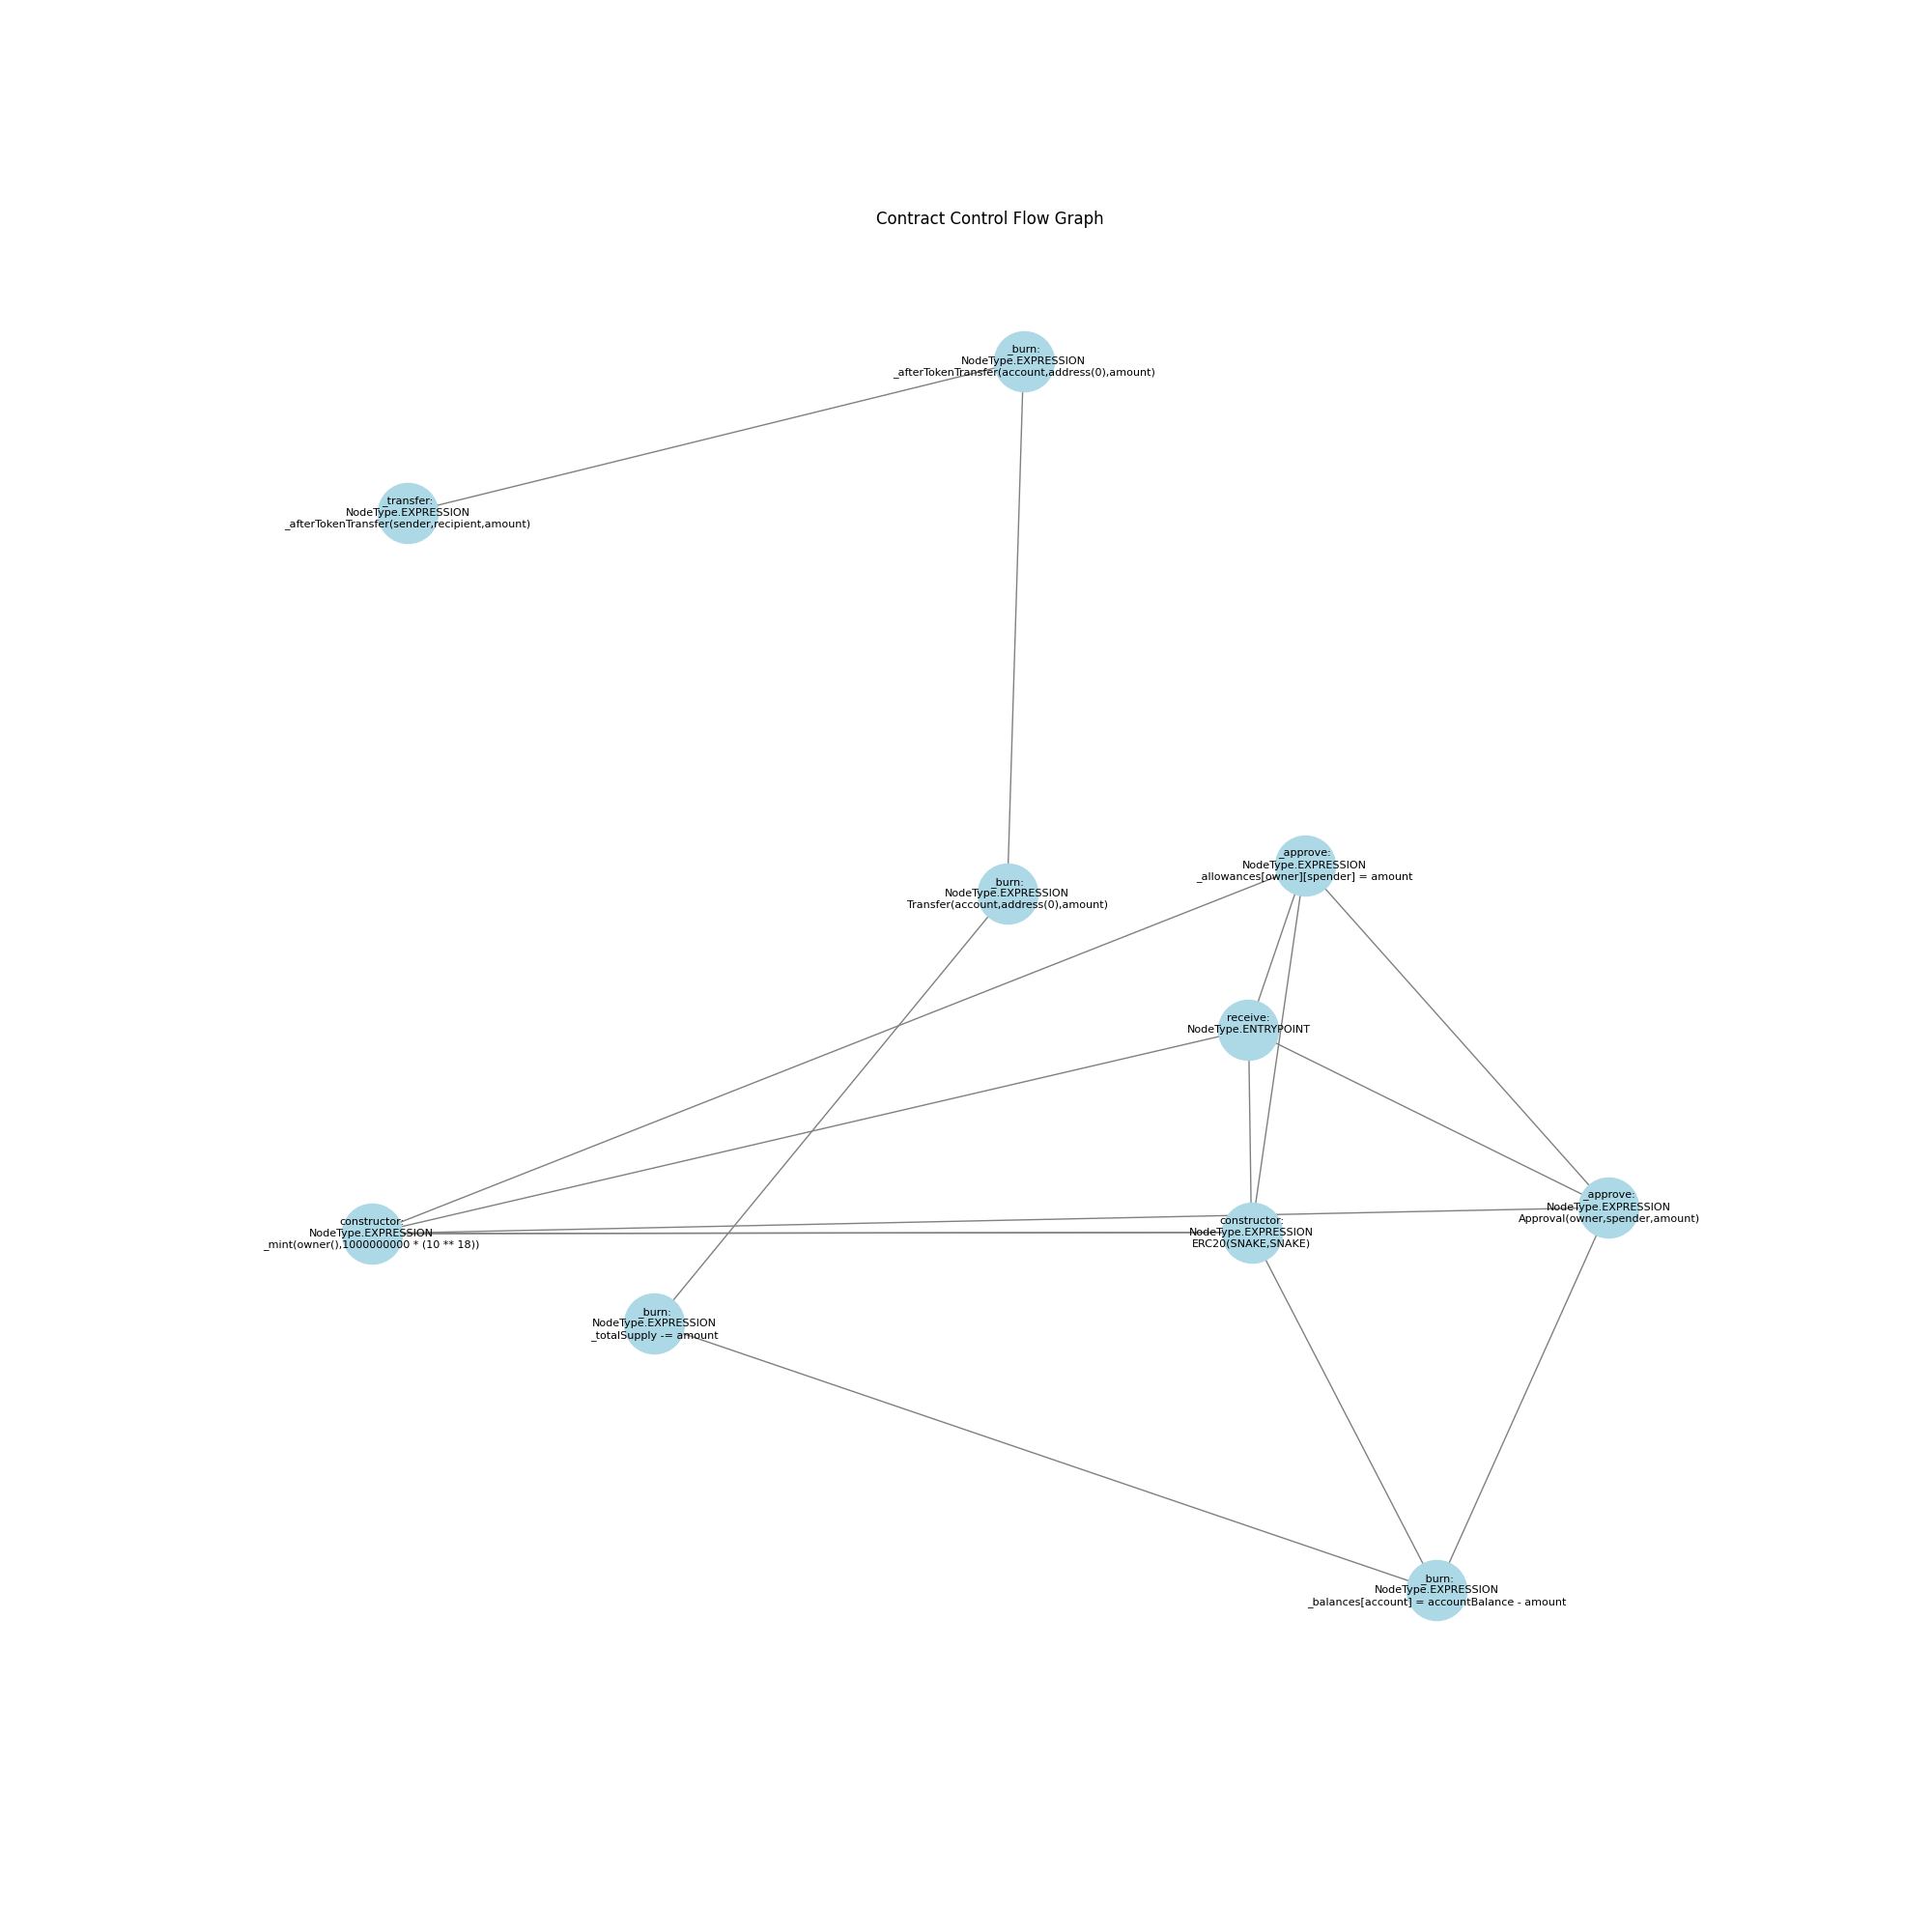 Contract Control Flow Graph
_burn:
NodeType.EXPRESSION
_afterTokenTransfer(account,address(0),amount)
_transfer:
NodeType.EXPRESSION
_afterTokenTransfer(sender,recipient,amount)
_approve:
NodeType.EXPRESSION
_allowances[owner][spender] = amount
_burn:
NodeType.EXPRESSION
Transfer(account,address(0),amount)
receive:
NodeType.ENTRYPOINT
_approve:
NodeType.EXPRESSION
Approval(owner,spender,amount)
constructor:
NodeType.EXPRESSION
_mint(owner(),1000000000 * (10 ** 18))
constructor:
NodeType.EXPRESSION
ERC20(SNAKE,SNAKE)
_burn:
NodeType.EXPRESSION
_totalSupply -= amount
_burn:
NodeType.EXPRESSION
_balances[account] = accountBalance - amount